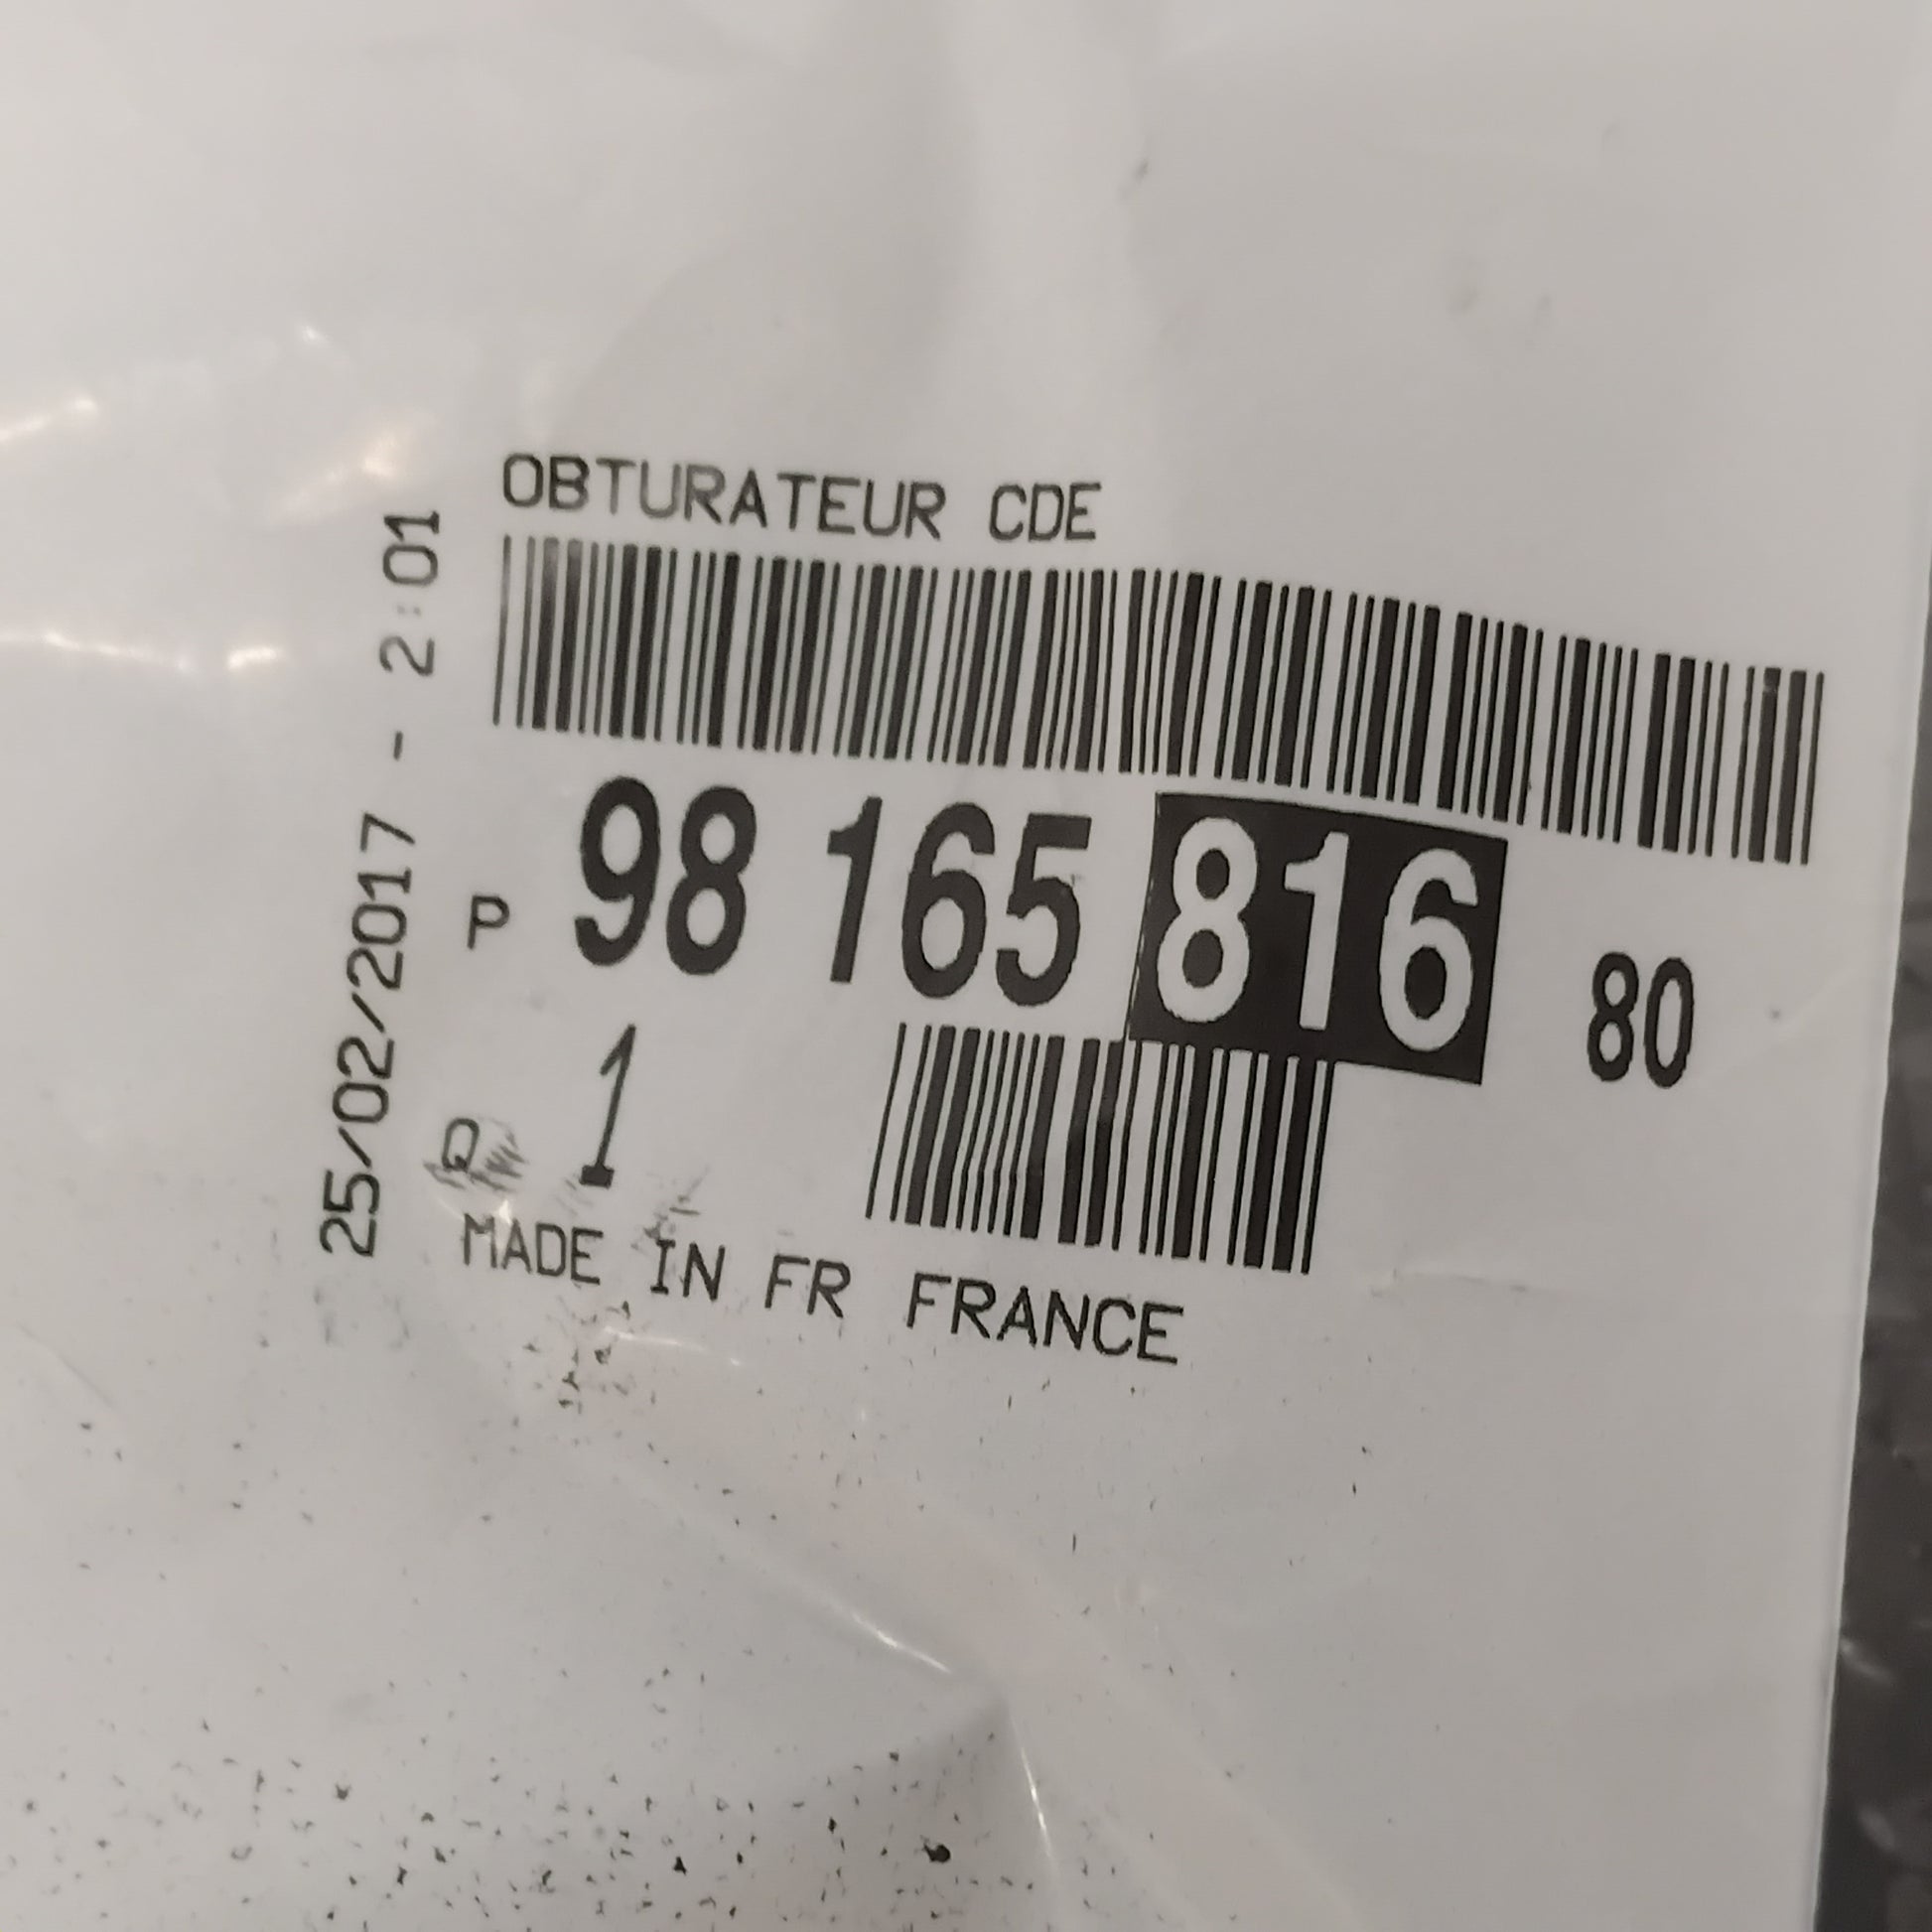 OBTURATEUR CDE
P 98 165 816 80
Q 1
MADE IN FR FRANCE
25/02/2017 - 2:01